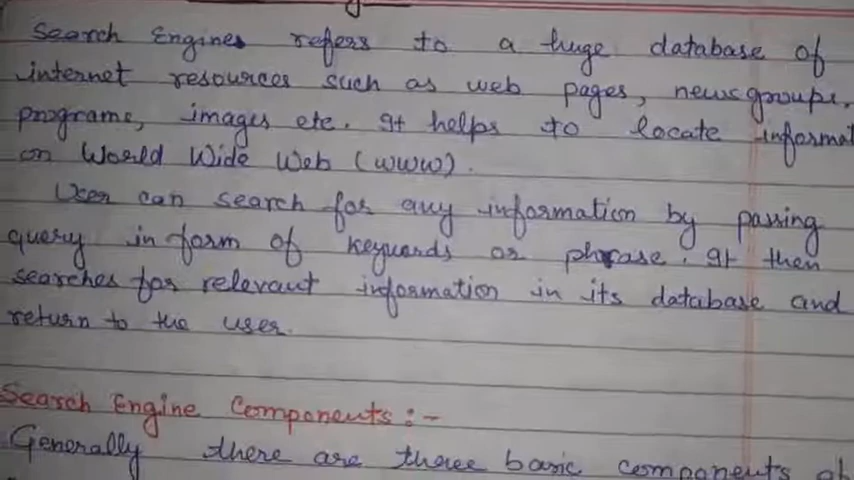 Search Engines refers to a huge database of
internet resources such as web pages, newsgroups,
programs, images etc. It helps to locate informat
on World Wide Web (WWW).
User can search for any information by passing
query in form of keywords or phrase. It then
searches for relevant information in its database and
return to the user.
Search Engine Components :-
Generally there are three basic components of